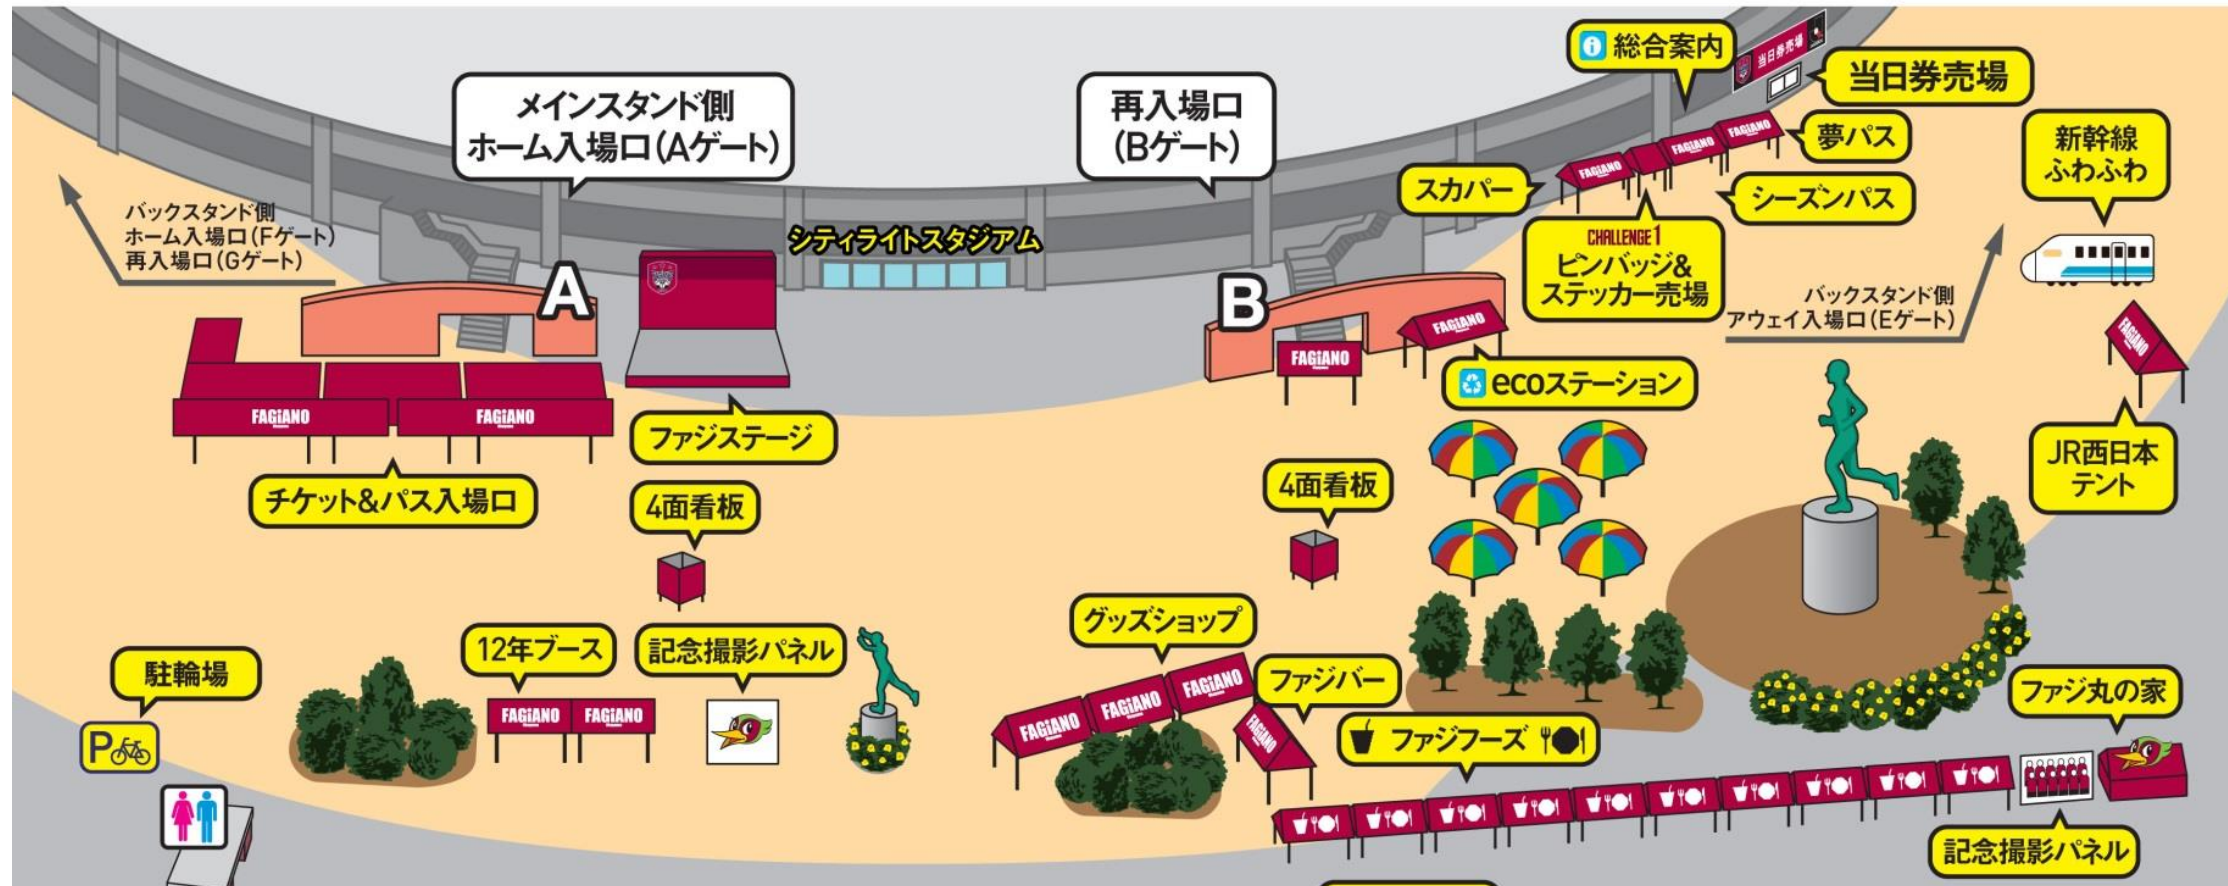 総合案内
当日券売場
当日券売場
メインスタンド側
ホーム入場口(Aゲート)
再入場口
(Bゲート)
夢パス
スカパー
シーズンパス
新幹線
ふわふわ
CHALLENGE1
ピンバッジ&
ステッカー売場
バックスタンド側
ホーム入場口(Fゲート)
再入場口(Gゲート)
シティライトスタジアム
バックスタンド側
アウェイ入場口(Eゲート)
A
B
FAGiANO
FAGiANO
FAGiANO
FAGiANO
FAGiANO
FAGiANO
ecoステーション
FAGiANO
FAGiANO
ファジステージ
チケット&パス入場口
4面看板
4面看板
JR西日本
テント
12年ブース
FAGiANO
FAGiANO
記念撮影パネル
駐輪場
P
グッズショップ
FAGiANO
FAGiANO
FAGiANO
ファジバー
FAGiANO
ファジフーズ
ファジ丸の家
記念撮影パネル